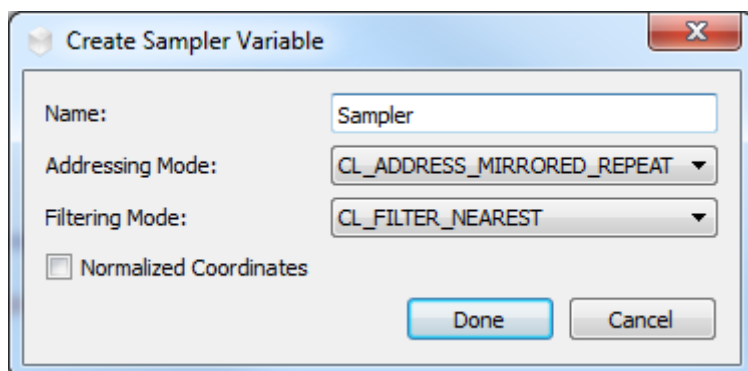 Create Sampler Variable
Name: Sampler
Addressing Mode: CL_ADDRESS_MIRRORED_REPEAT
Filtering Mode: CL_FILTER_NEAREST
Normalized Coordinates
Done Cancel